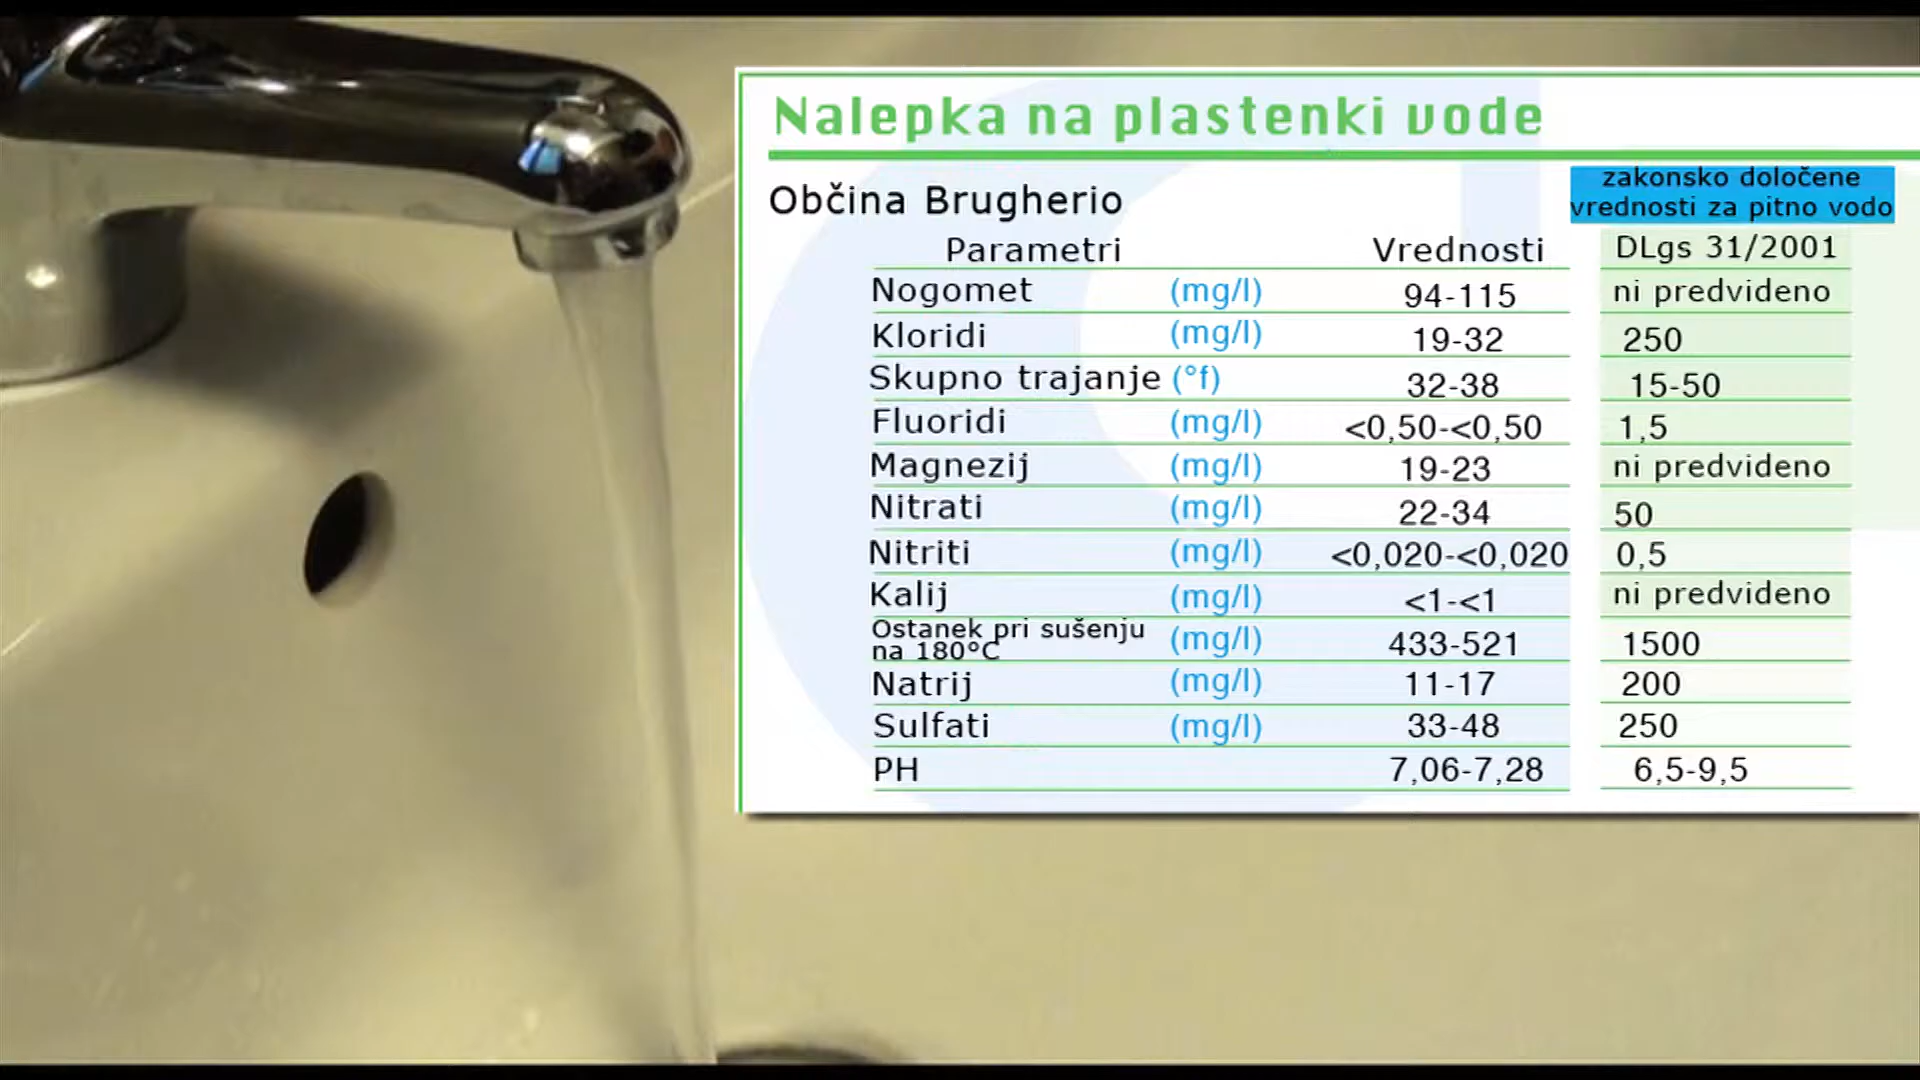 Nalepka na plastenki vode
zakonsko določene
vrednosti za pitno vodo
Občina Brugherio
Parametri Vrednosti DLgs 31/2001
Nogomet (mg/l) 94-115 ni predvideno
Kloridi (mg/l) 19-32 250
Skupno trajanje (°f) 32-38 15-50
Fluoridi (mg/l) <0,50-<0,50 1,5
Magnezij (mg/l) 19-23 ni predvideno
Nitrati (mg/l) 22-34 50
Nitriti (mg/l) <0,020-<0,020 0,5
Kalij (mg/l) <1-<1 ni predvideno
Ostanek pri sušenju
na 180°C (mg/l) 433-521 1500
Natrij (mg/l) 11-17 200
Sulfati (mg/l) 33-48 250
PH 7,06-7,28 6,5-9,5